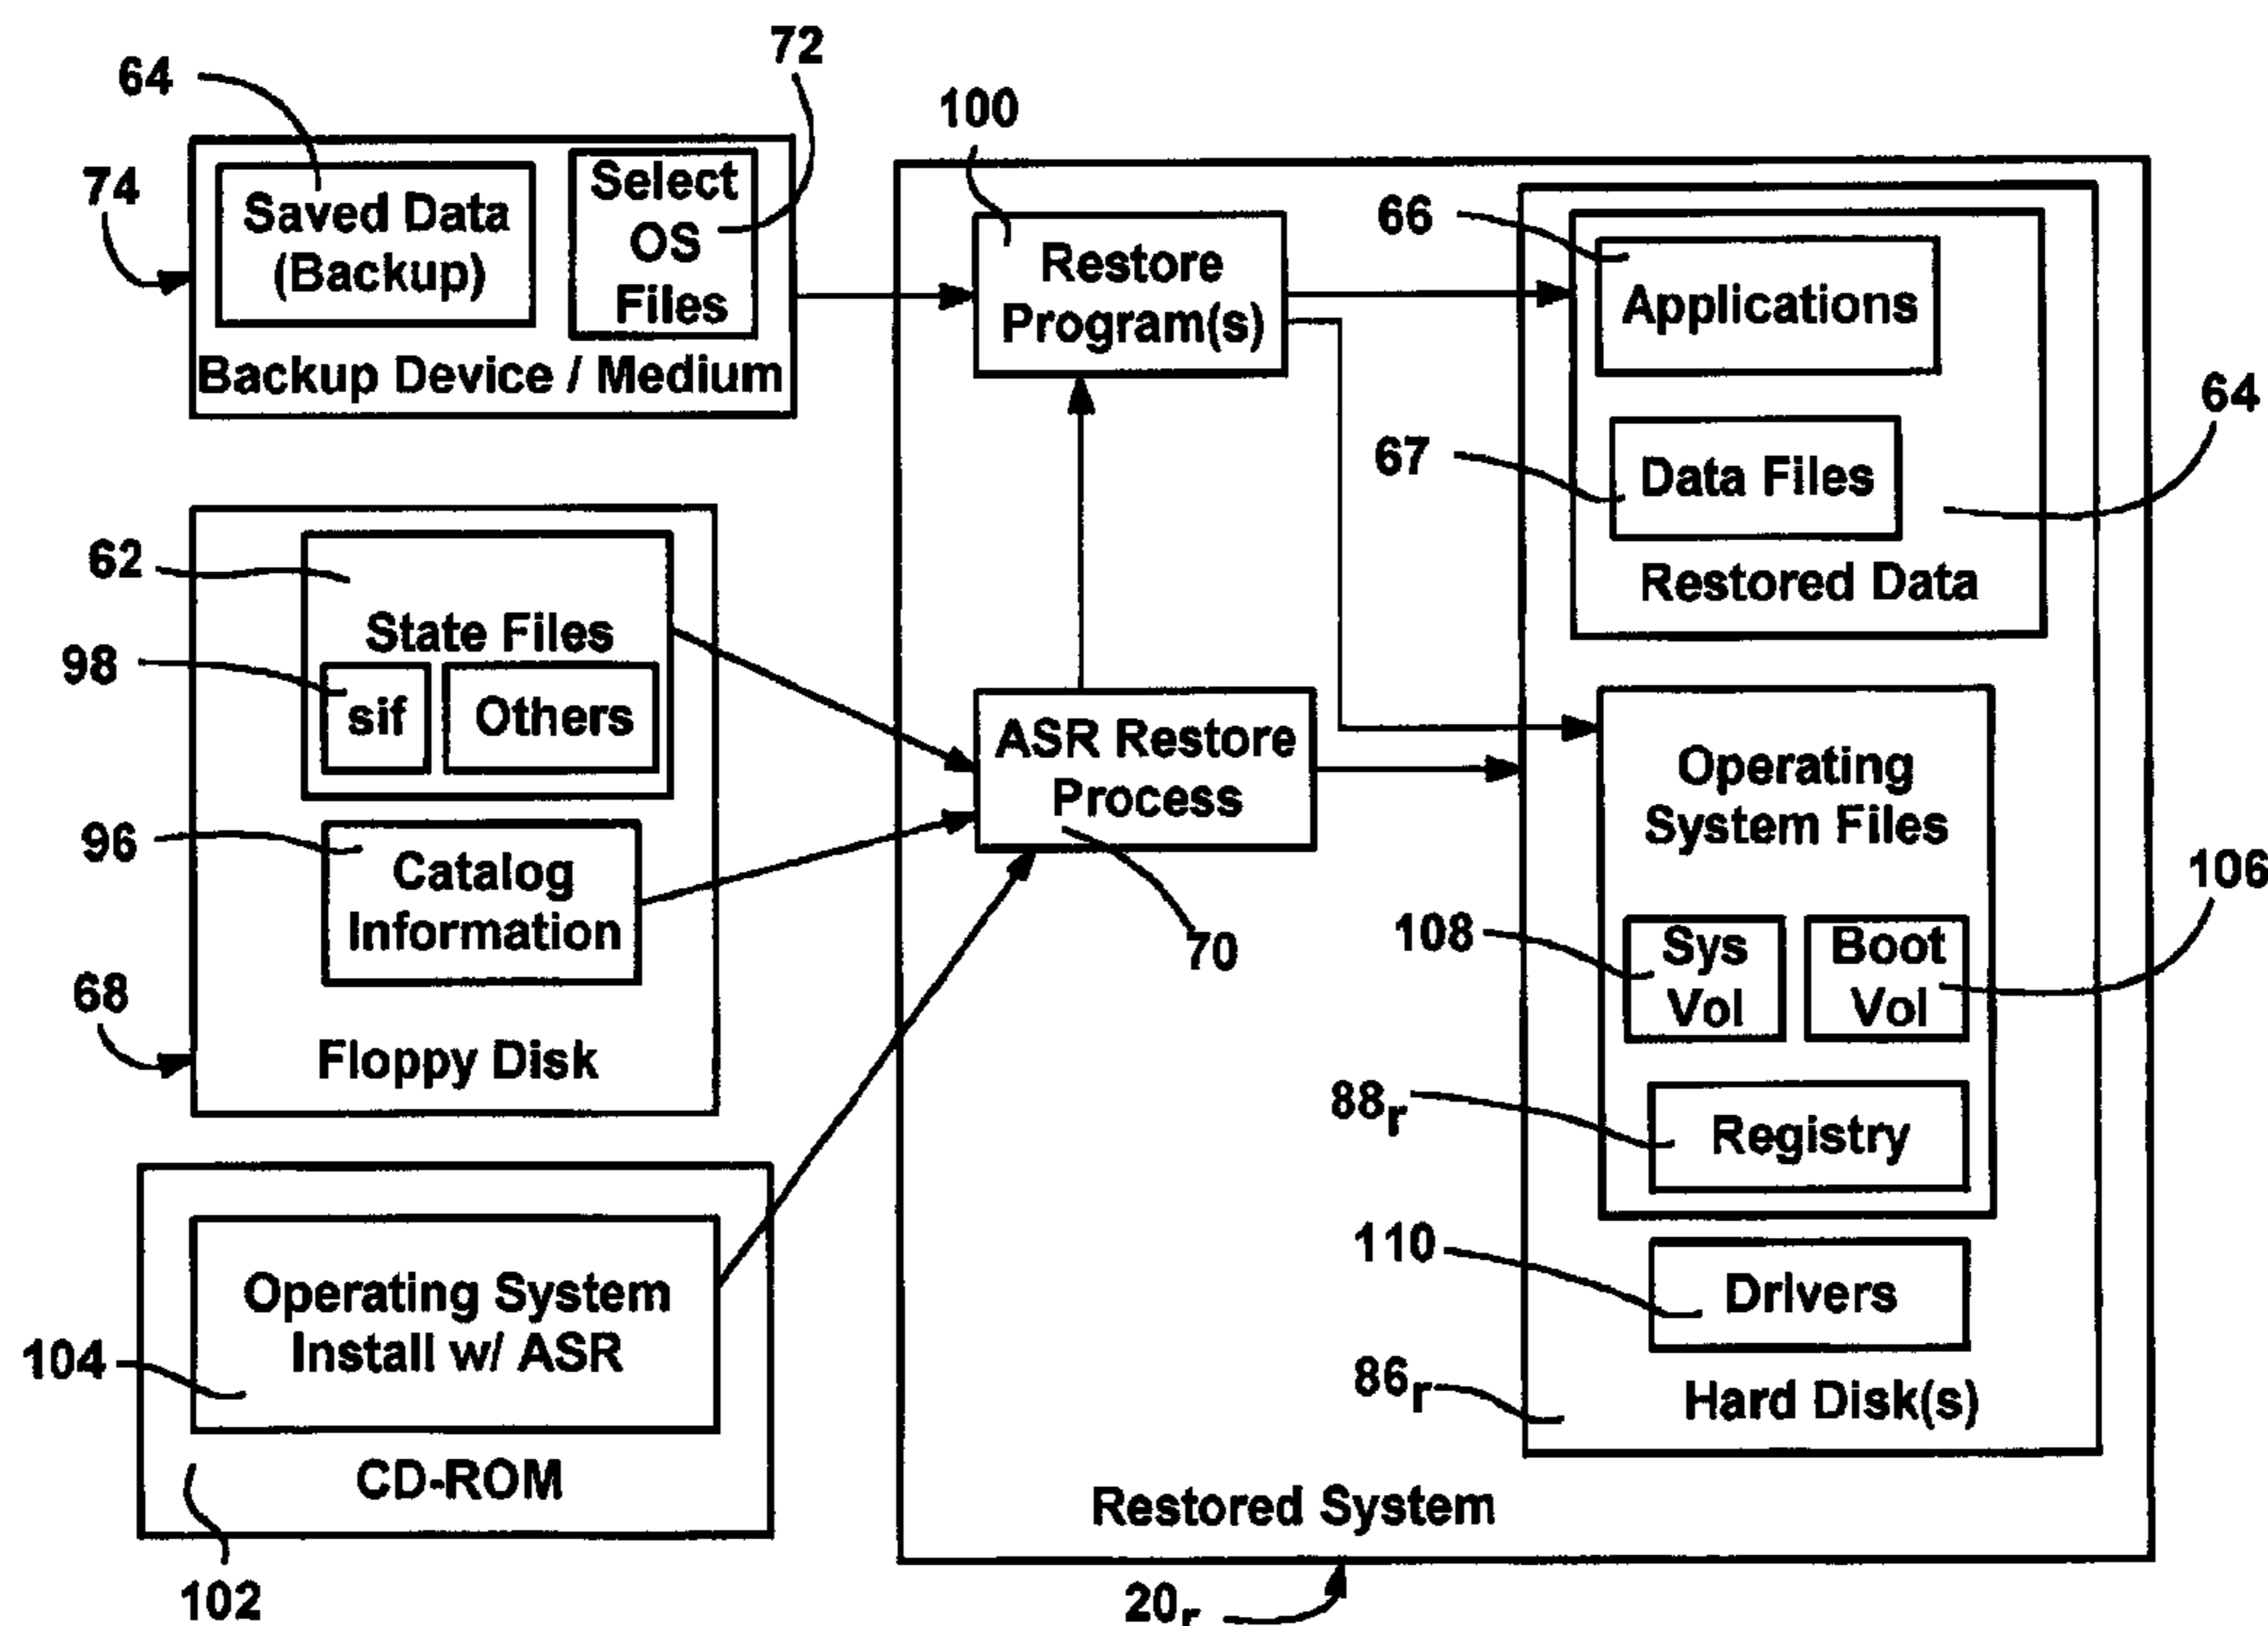 72
64
100
74
Saved Data
(Backup)
Select
OS
Files
Backup Device / Medium
Restore
Program(s)
66
Applications
64
67
Data Files
Restored Data
62
State Files
98
sif
Others
96
Catalog
Information
68
Floppy Disk
ASR Restore
Process
70
Operating
System Files
106
108
Sys
Vol
Boot
Vol
88r
Registry
110
Drivers
86r
Hard Disk(s)
Operating System
Install w/ ASR
104
CD-ROM
102
Restored System
20r